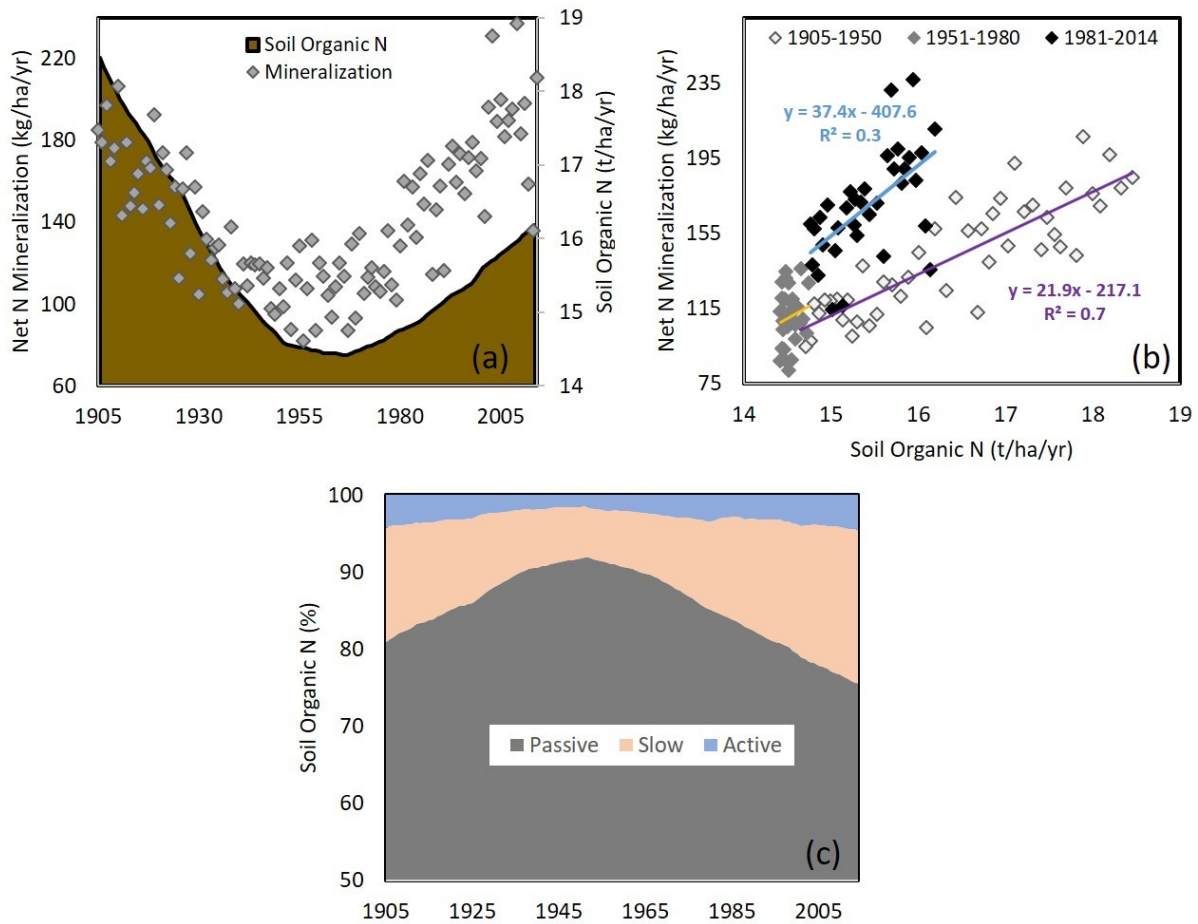 Net N Mineralization (kg/ha/yr)
220
180
140
100
60
Soil Organic N
Mineralization
(a)
19
18
17
16
15
14
Soil Organic N (t/ha/yr)
1905 1930 1955 1980 2005
Net N Mineralization (kg/ha/yr)
235
195
155
115
75
1905-1950 1951-1980 1981-2014
y = 37.4x - 407.6
R² = 0.3
y = 21.9x - 217.1
R² = 0.7
(b)
14 15 16 17 18 19
Soil Organic N (t/ha/yr)
Soil Organic N (%)
100
90
80
70
60
50
Passive Slow Active
(c)
1905 1925 1945 1965 1985 2005